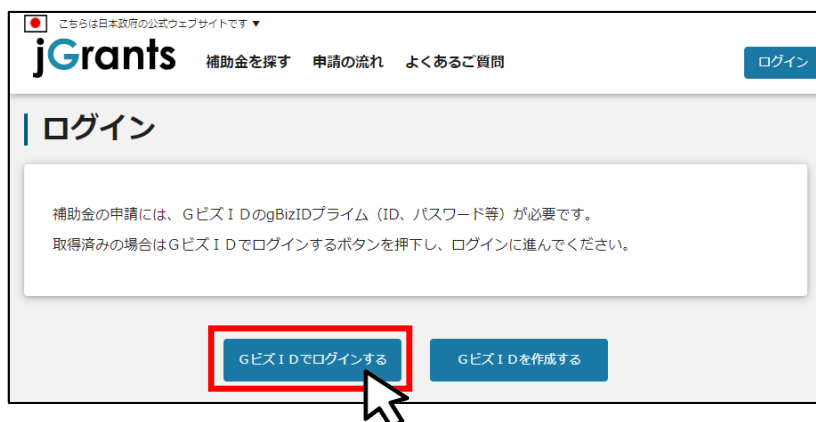 こちらは日本政府の公式ウェブサイトです ▼
jGrants 補助金を探す 申請の流れ よくあるご質問 ログイン
ログイン
補助金の申請には、GビズＩＤのgBizIDプライム（ID、パスワード等）が必要です。
取得済みの場合はGビズＩＤでログインするボタンを押下し、ログインに進んでください。
GビズＩＤでログインする GビズＩＤを作成する